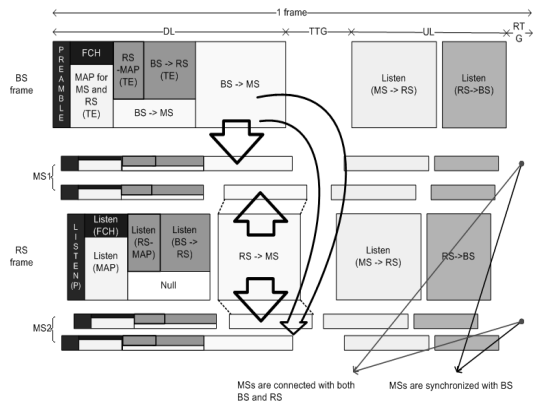 1 frame
DL
TTG
UL
RT
G
BS
frame
PREAMBLE
FCH
MAP for
MS and
RS
(TE)
RS
-MAP
(TE)
BS -> RS
(TE)
BS -> MS
BS -> MS
Listen
(MS -> RS)
Listen
(RS->BS)
MS1
RS
frame
LISTEN(P)
Listen
(FCH)
Listen
(MAP)
Listen
(RS-
MAP)
Listen
(BS ->
RS)
Null
RS -> MS
Listen
(MS -> RS)
RS->BS
MS2
MSs are connected with both
BS and RS
MSs are synchronized with BS